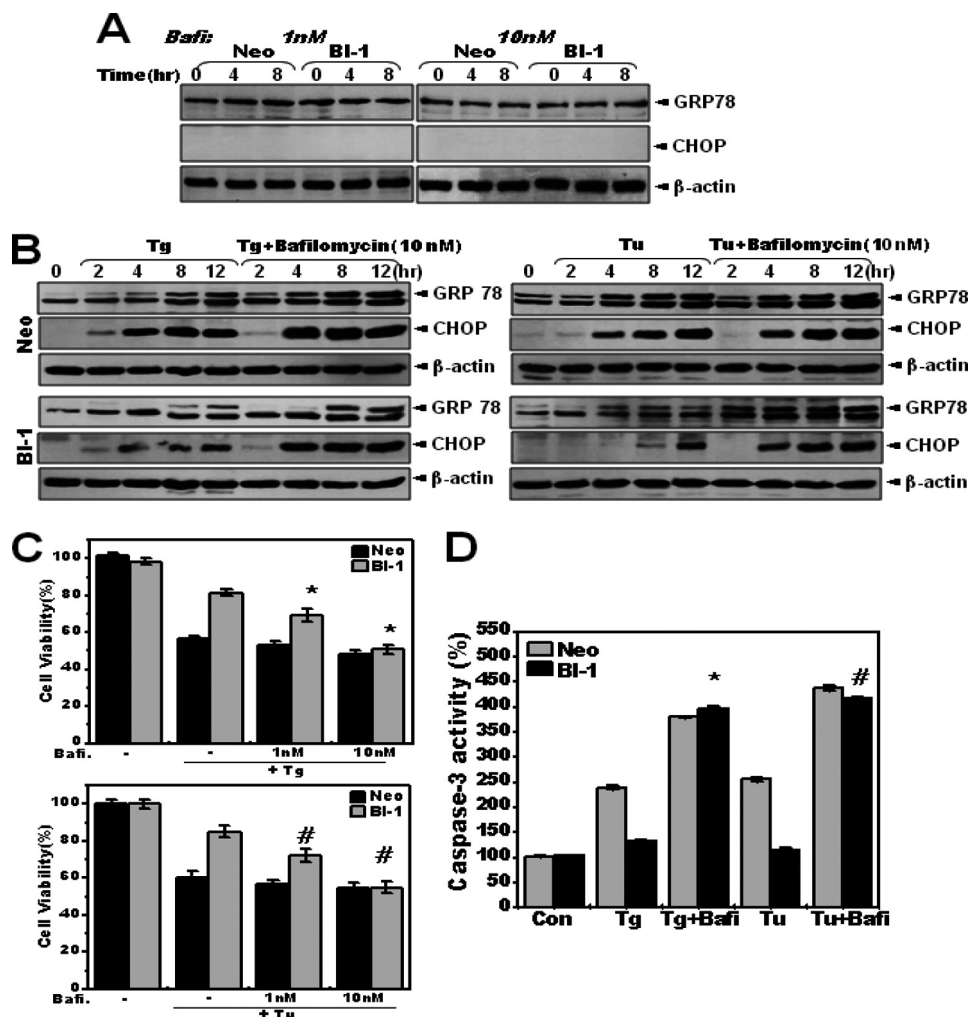 A
Bafi: 1nM 10nM
Neo BI-1 Neo BI-1
Time(hr) 0 4 8 0 4 8 0 4 8 0 4 8
GRP78
CHOP
β-actin
B
Tg Tg+Bafilomycin(10 nM) Tu Tu+Bafilomycin(10 nM)
0 2 4 8 12 2 4 8 12(hr) 0 2 4 8 12 2 4 8 12(hr)
Neo
GRP 78 GRP78
CHOP CHOP
β-actin β-actin
BI-1
GRP 78 GRP78
CHOP CHOP
β-actin β-actin
C
Cell Viability(%)
100
80
60
40
20
0
Neo
BI-1
* *
Bafi. - - 1nM 10nM
+ Tg
Cell Viability(%)
100
80
60
40
20
0
Neo
BI-1
# #
Bafi. - - 1nM 10nM
+ Tu
D
Caspase-3 activity (%)
550
450
400
350
300
250
200
150
100
50
0
Neo
BI-1
* #
Con Tg Tg+Bafi Tu Tu+Bafi